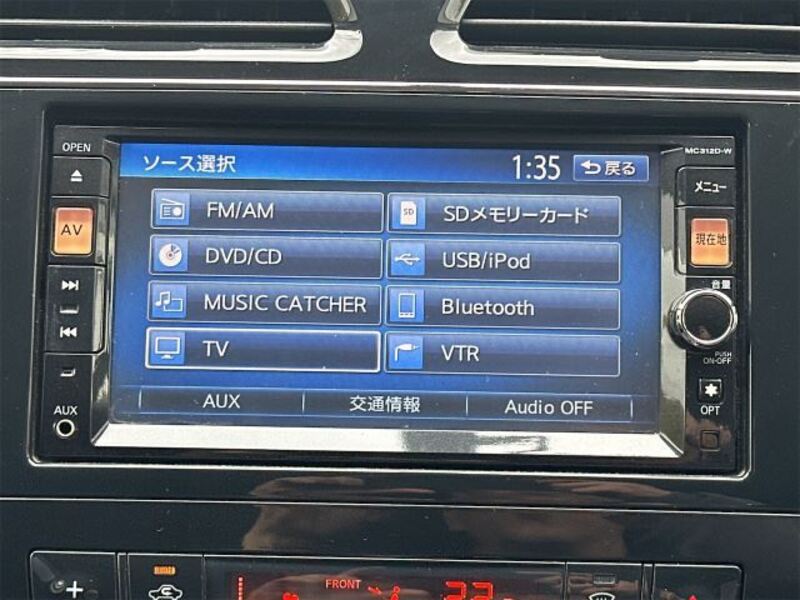 OPEN
MC312D-W
ソース選択 1:35 戻る
メニュー
FM/AM SD SDメモリーカード
AV 現在地
DVD/CD USB/iPod
音量
MUSIC CATCHER Bluetooth
TV VTR
PUSH
ON-OFF
AUX 交通情報 Audio OFF
AUX OPT
FRONT